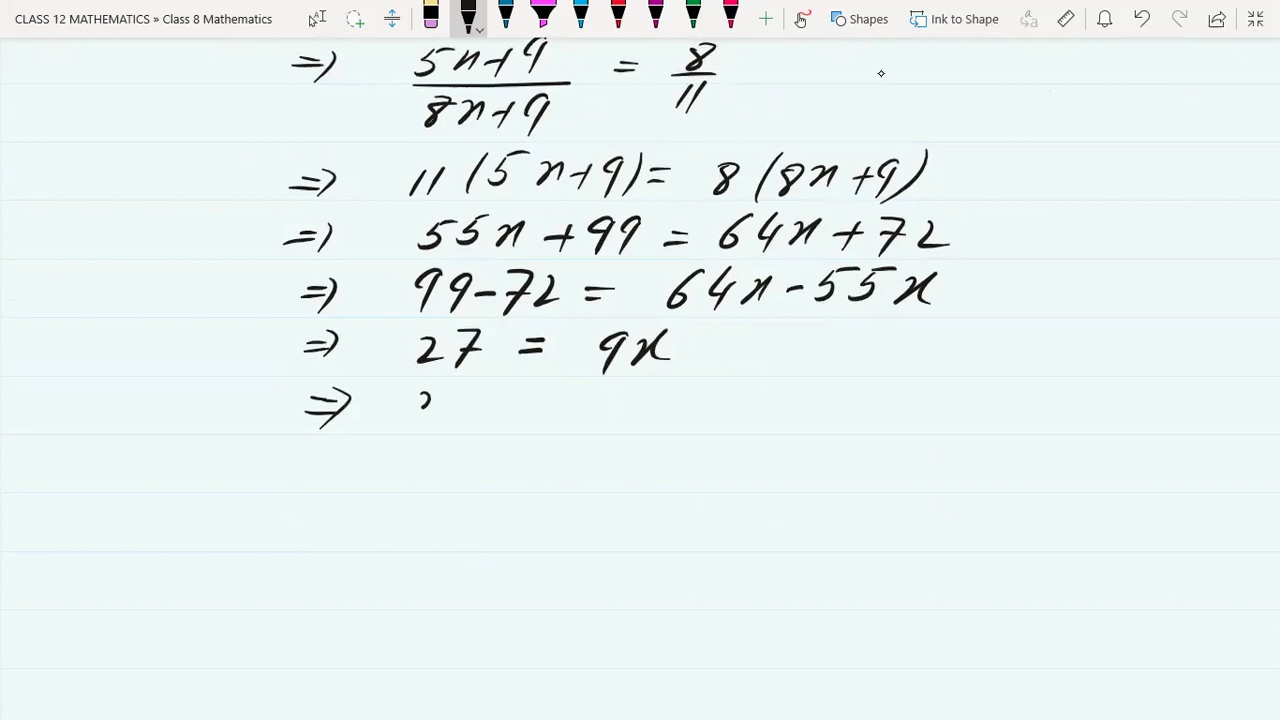 CLASS 12 MATHEMATICS » Class 8 Mathematics Shapes Ink to Shape
=> 5x+9/8x+9 = 8/11
=> 11(5x+9) = 8(8x+9)
=> 55x+99 = 64x+72
=> 99-72 = 64x-55x
=> 27 = 9x
=>